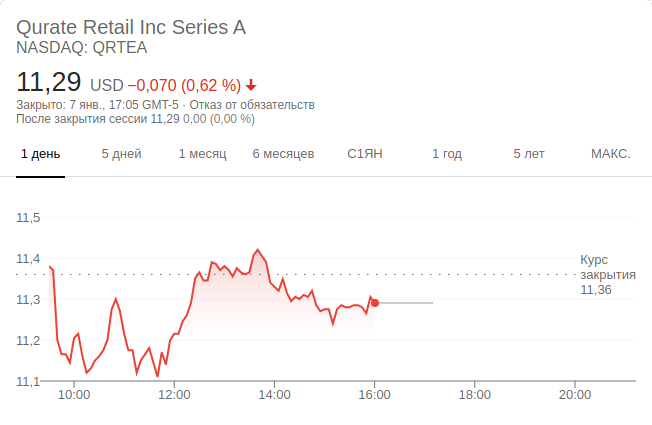 Qurate Retail Inc Series A
NASDAQ: QRTEA
11,29 USD −0,070 (0,62 %)
Закрыто: 7 янв., 17:05 GMT-5 · Отказ от обязательств
После закрытия сессии 11,29 0,00 (0,00 %)
1 день 5 дней 1 месяц 6 месяцев С1ЯН 1 год 5 лет МАКС.
11,5
11,4
11,3
11,2
11,1
Курс
закрытия
11,36
10:00 12:00 14:00 16:00 18:00 20:00